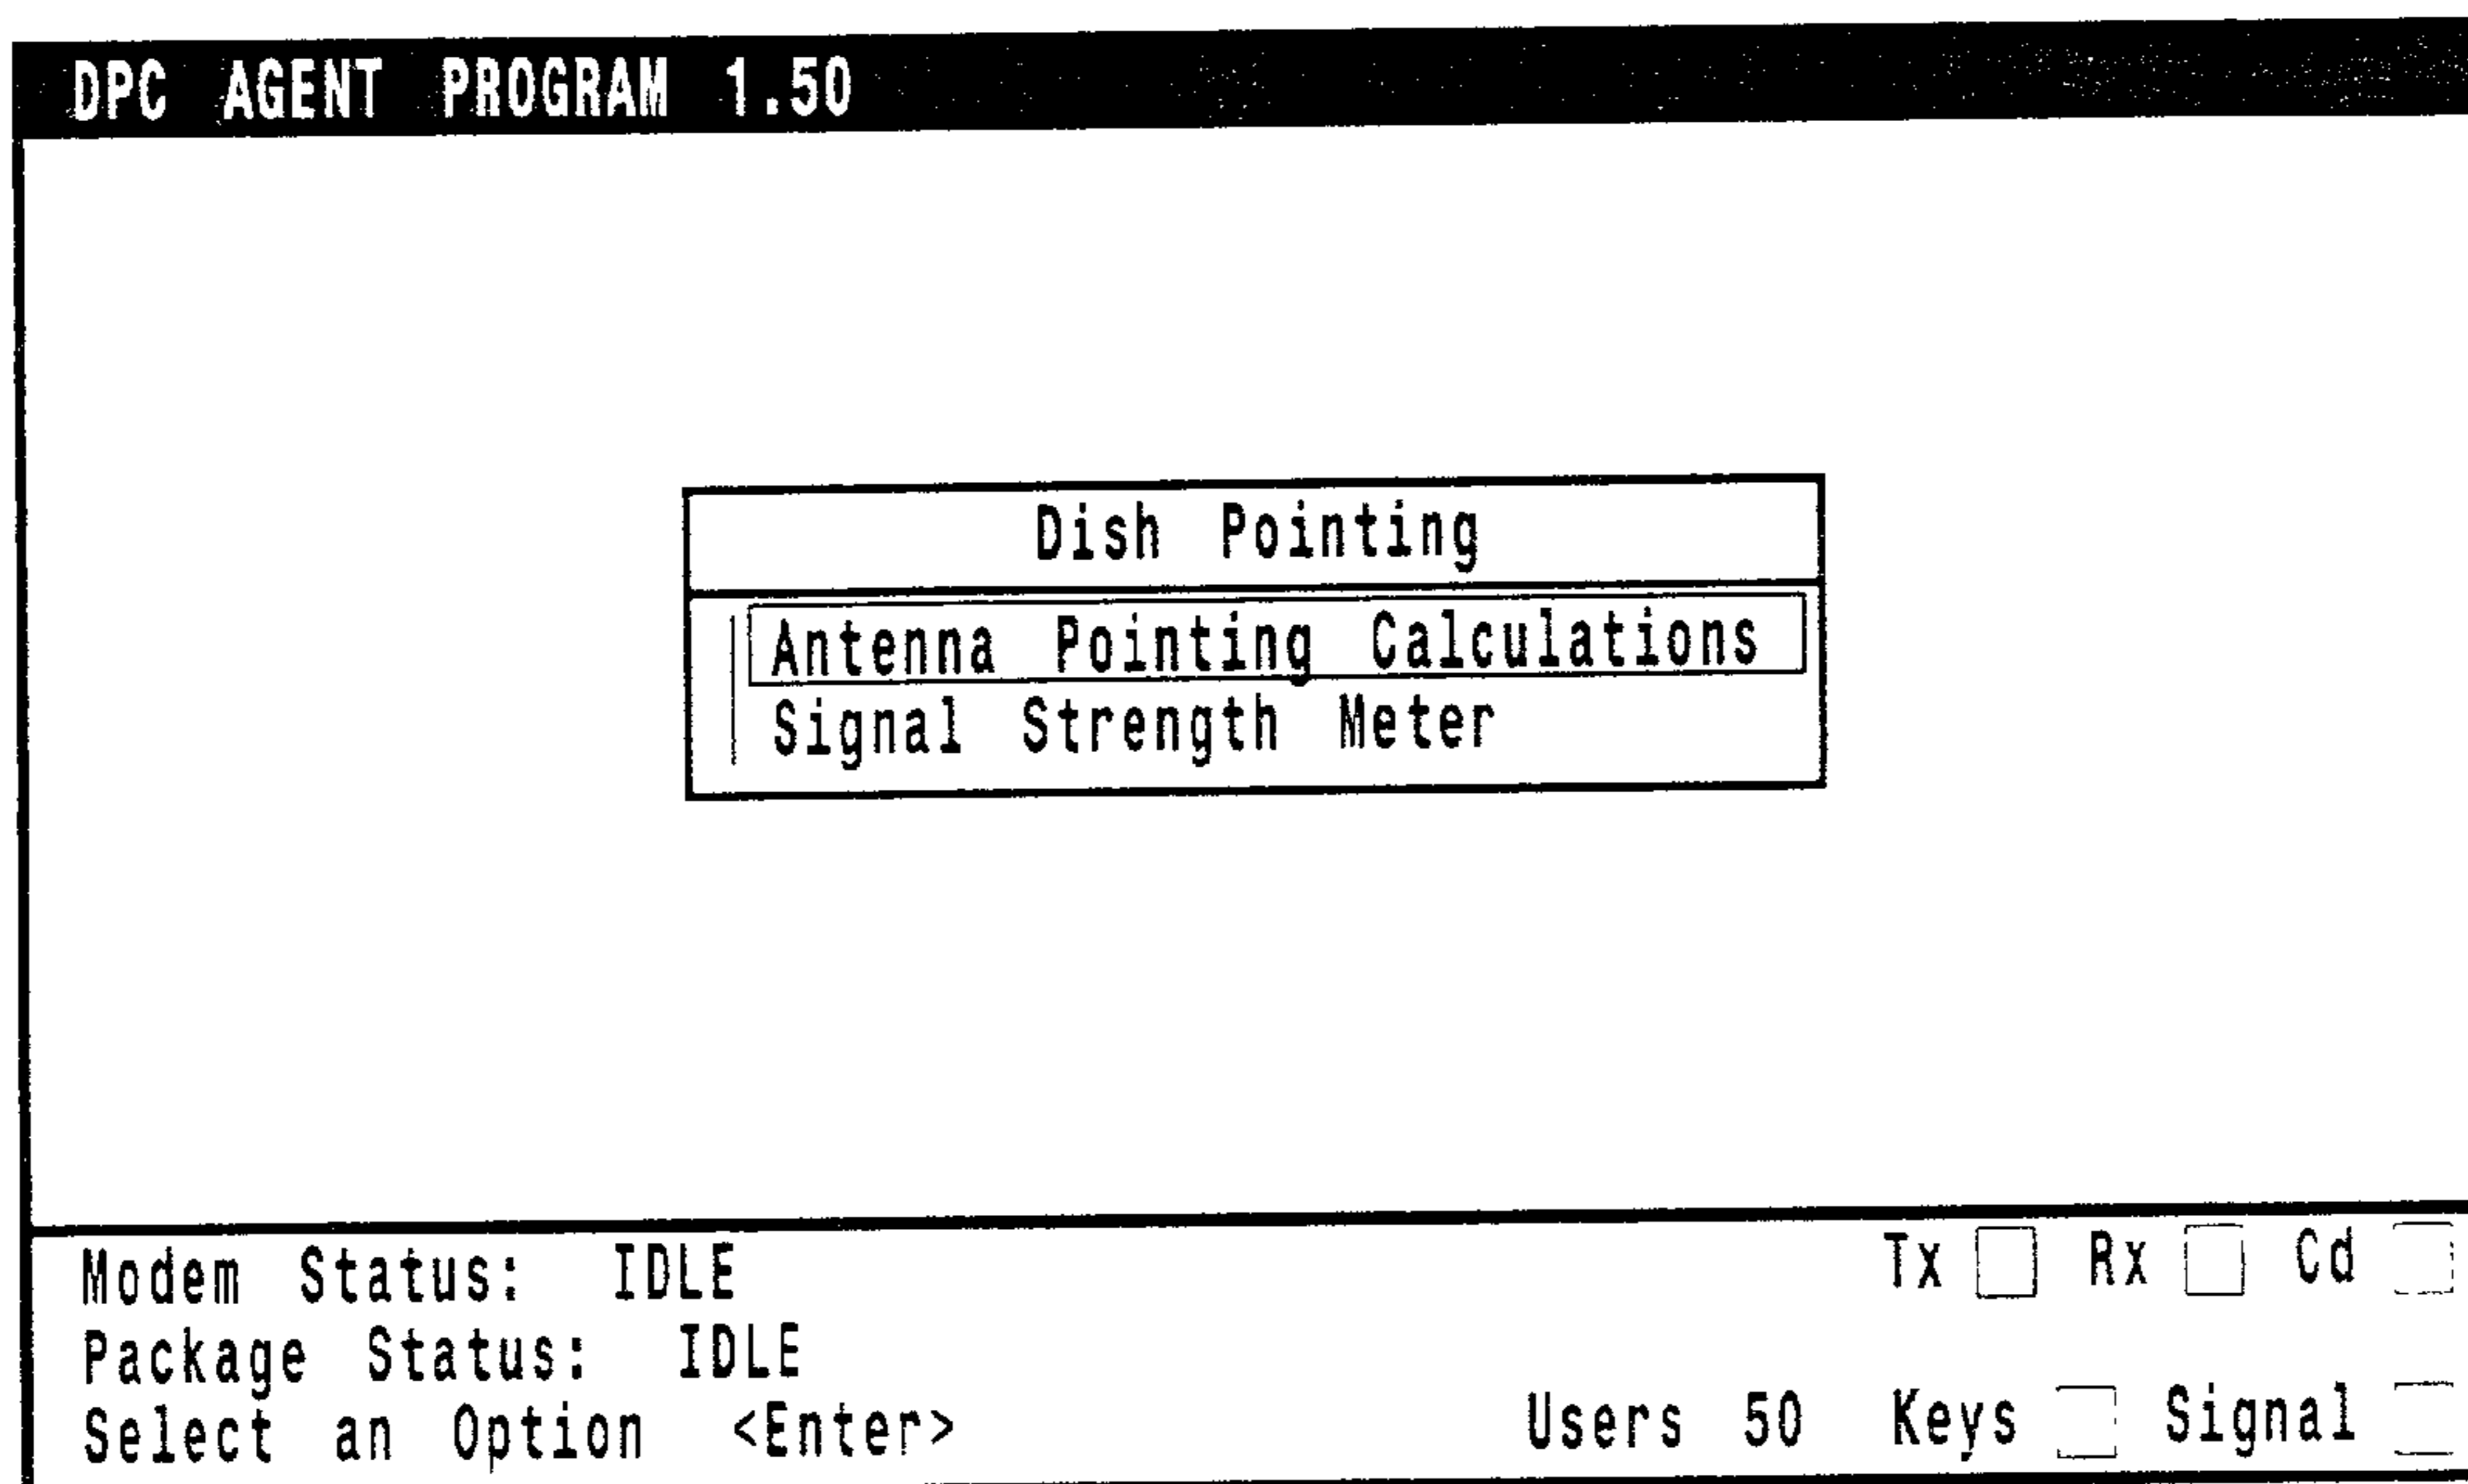 DPC AGENT PROGRAM 1.50
Dish Pointing
Antenna Pointing Calculations
Signal Strength Meter
Modem Status: IDLE Tx Rx Cd
Package Status: IDLE
Select an Option <Enter> Users 50 Keys Signal